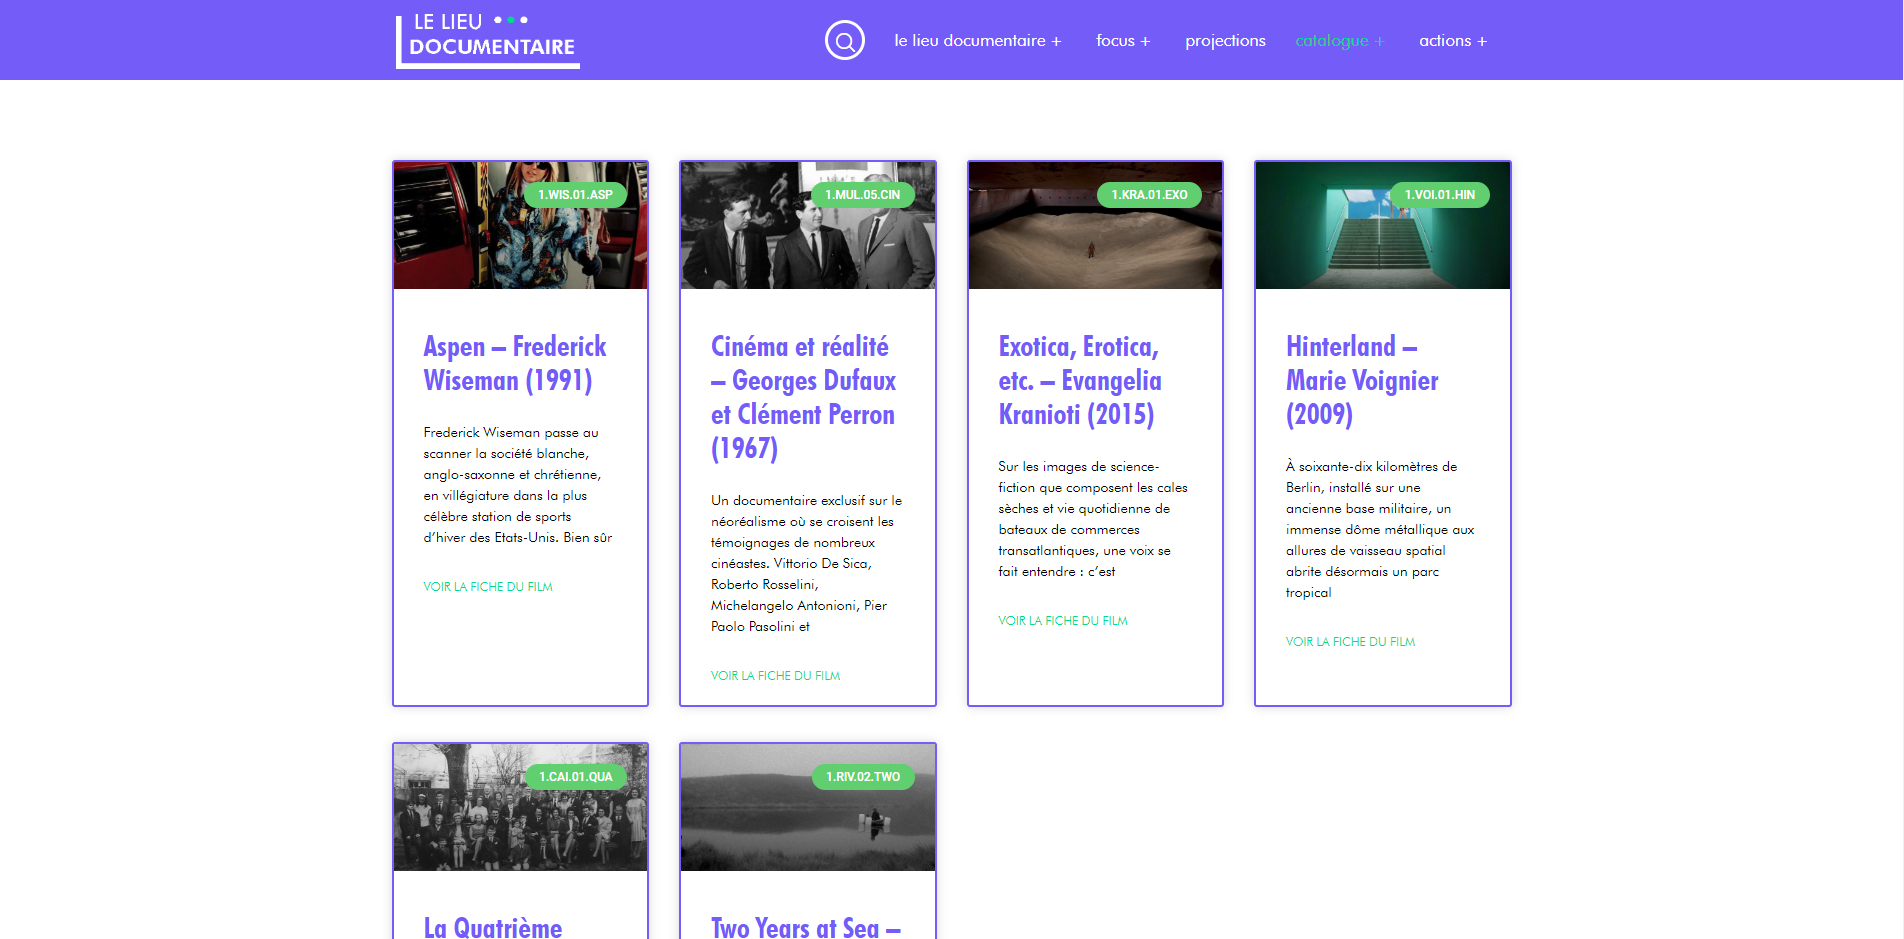 LE LIEU
DOCUMENTAIRE
le lieu documentaire +
focus +
projections
catalogue +
actions +
1.WIS.01.ASP
Aspen – Frederick
Wiseman (1991)
Frederick Wiseman passe au
scanner la société blanche,
anglo-saxonne et chrétienne,
en villégiature dans la plus
célèbre station de sports
d’hiver des Etats-Unis. Bien sûr
VOIR LA FICHE DU FILM
1.MUL.05.CIN
Cinéma et réalité
– Georges Dufaux
et Clément Perron
(1967)
Un documentaire exclusif sur le
néoréalisme où se croisent les
témoignages de nombreux
cinéastes. Vittorio De Sica,
Roberto Rosselini,
Michelangelo Antonioni, Pier
Paolo Pasolini et
VOIR LA FICHE DU FILM
1.KRA.01.EXO
Exotica, Erotica,
etc. – Evangelia
Kranioti (2015)
Sur les images de science-
fiction que composent les cales
sèches et vie quotidienne de
bateaux de commerces
transatlantiques, une voix se
fait entendre : c’est
VOIR LA FICHE DU FILM
1.VOI.01.HIN
Hinterland –
Marie Voignier
(2009)
À soixante-dix kilomètres de
Berlin, installé sur une
ancienne base militaire, un
immense dôme métallique aux
allures de vaisseau spatial
abrite désormais un parc
tropical
VOIR LA FICHE DU FILM
1.CAI.01.QUA
La Quatrième
1.RIV.02.TWO
Two Years at Sea –